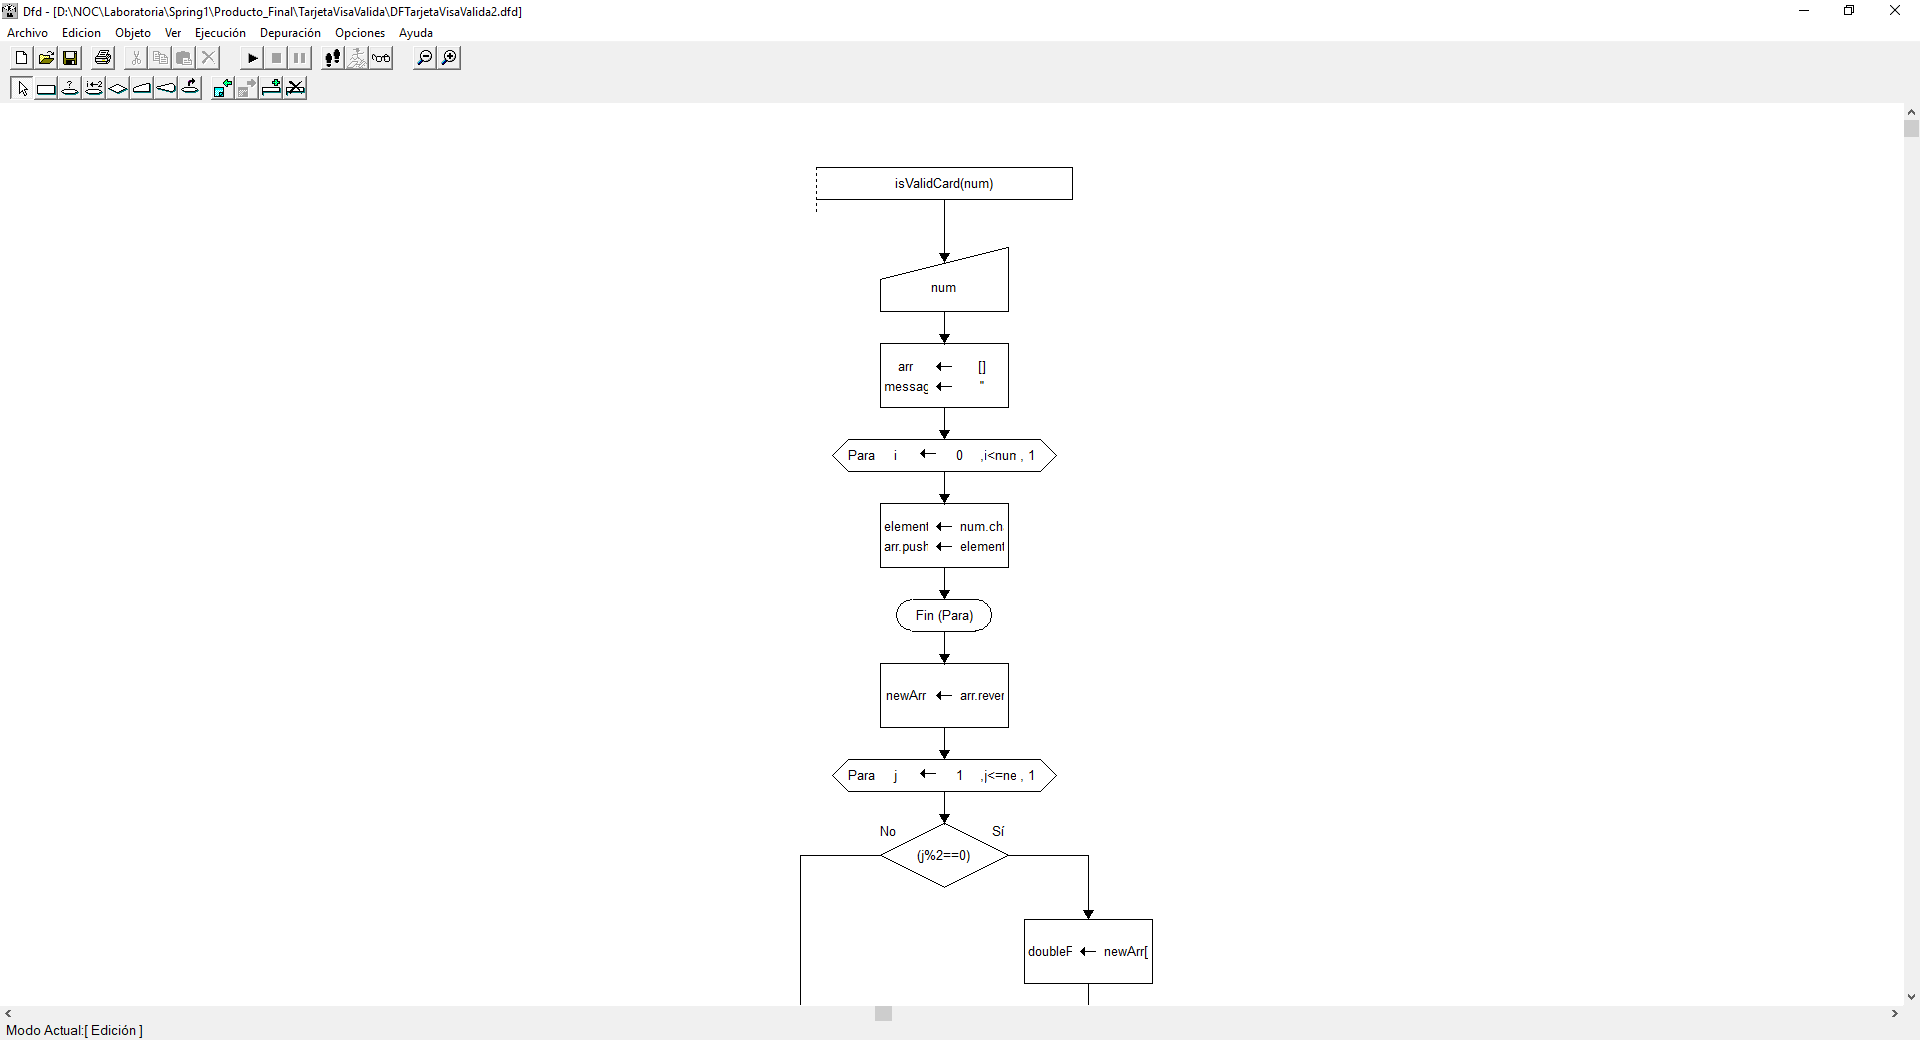 Dfd - [D:\NOC\Laboratoria\Spring1\Producto_Final\TarjetaVisaValida\DFTarjetaVisaValida2.dfd]
Archivo Edicion Objeto Ver Ejecución Depuración Opciones Ayuda
isValidCard(num)
num
arr ← []
messag ← "
Para i ← 0 ,i<nun , 1
element ← num.ch
arr.push ← element
Fin (Para)
newArr ← arr.rever
Para j ← 1 ,j<=ne , 1
No Sí
(j%2==0)
doubleF ← newArr[
Modo Actual:[ Edición ]